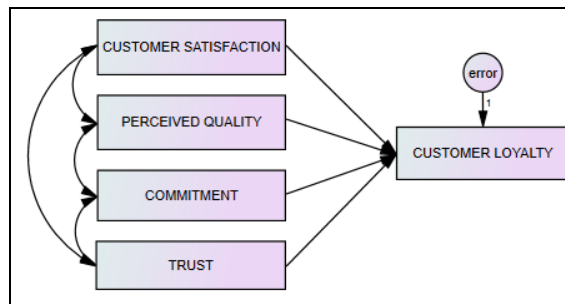 CUSTOMER SATISFACTION
error
1
PERCEIVED QUALITY
CUSTOMER LOYALTY
COMMITMENT
TRUST